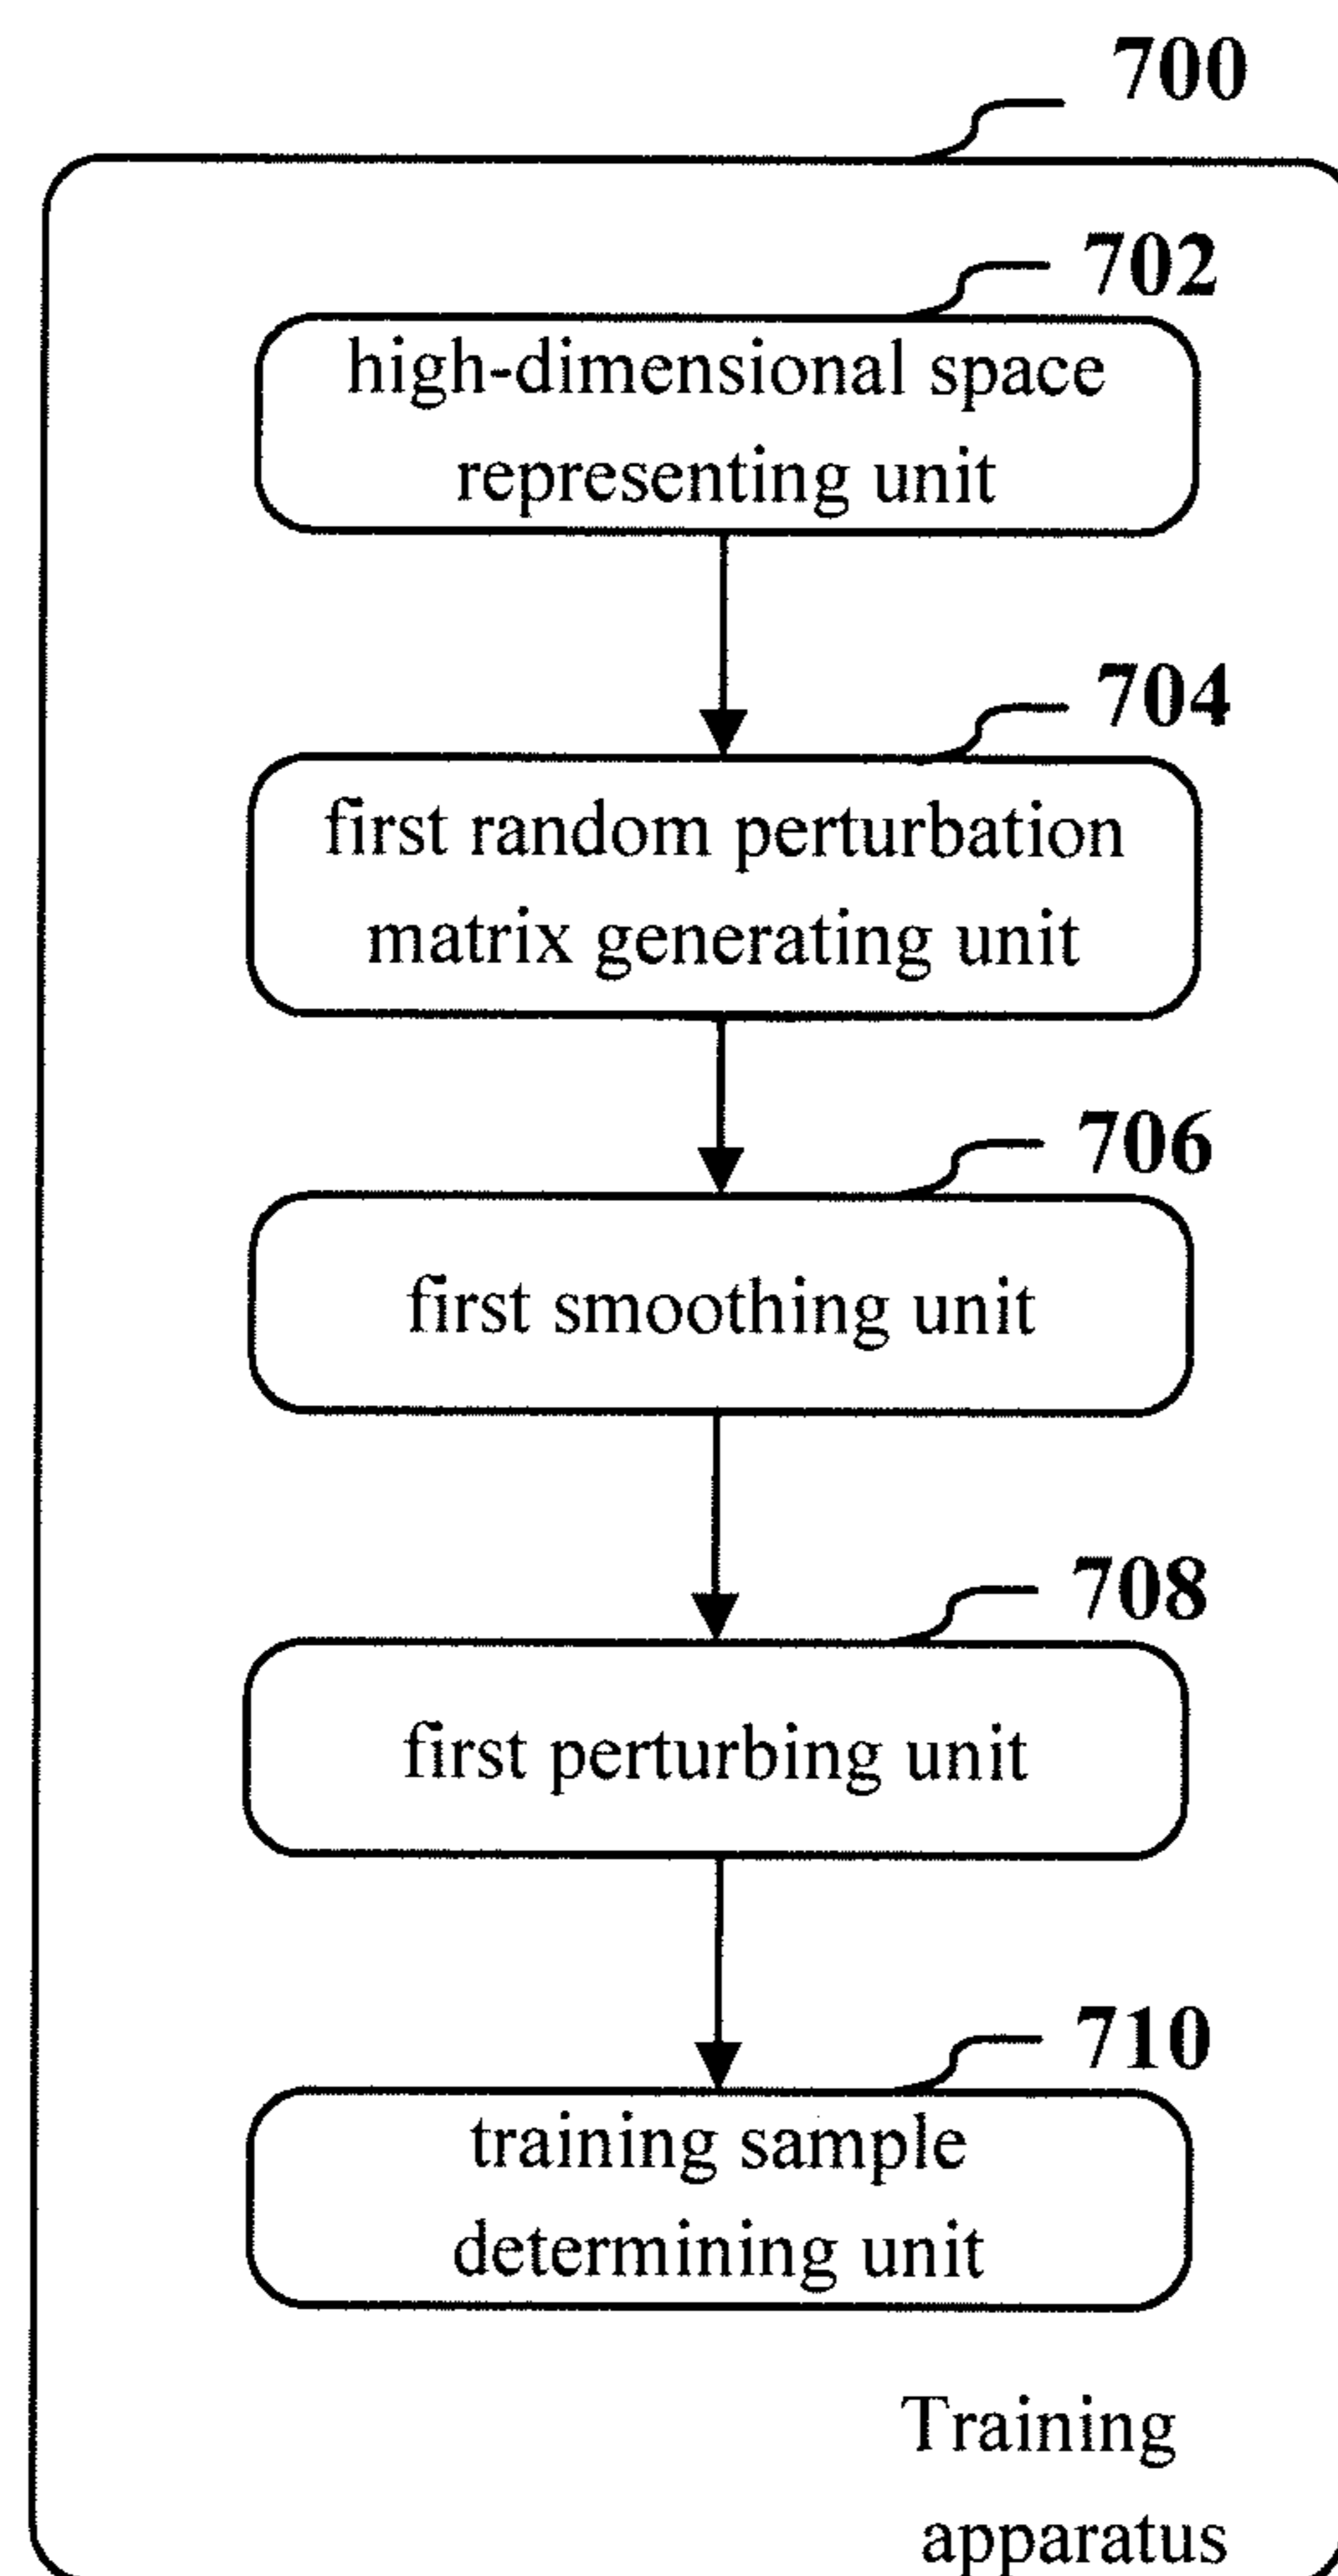 700
702
high-dimensional space
representing unit
704
first random perturbation
matrix generating unit
706
first smoothing unit
708
first perturbing unit
710
training sample
determining unit
Training
apparatus